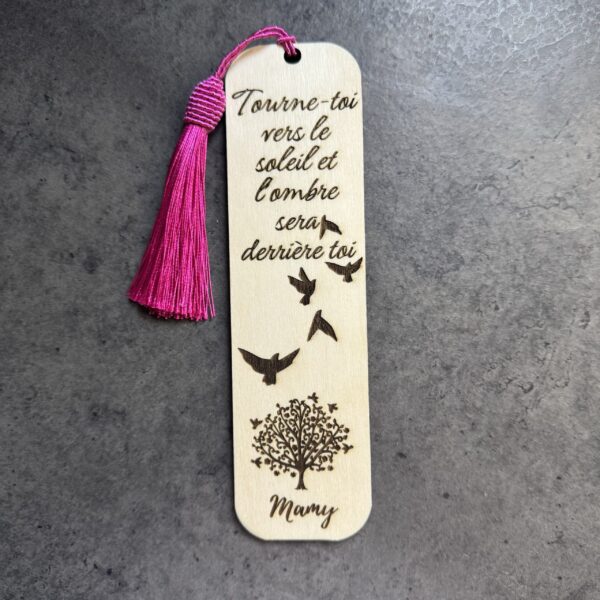 Tourne-toi
vers le
soleil et
l'ombre
sera
derrière toi
Mamy